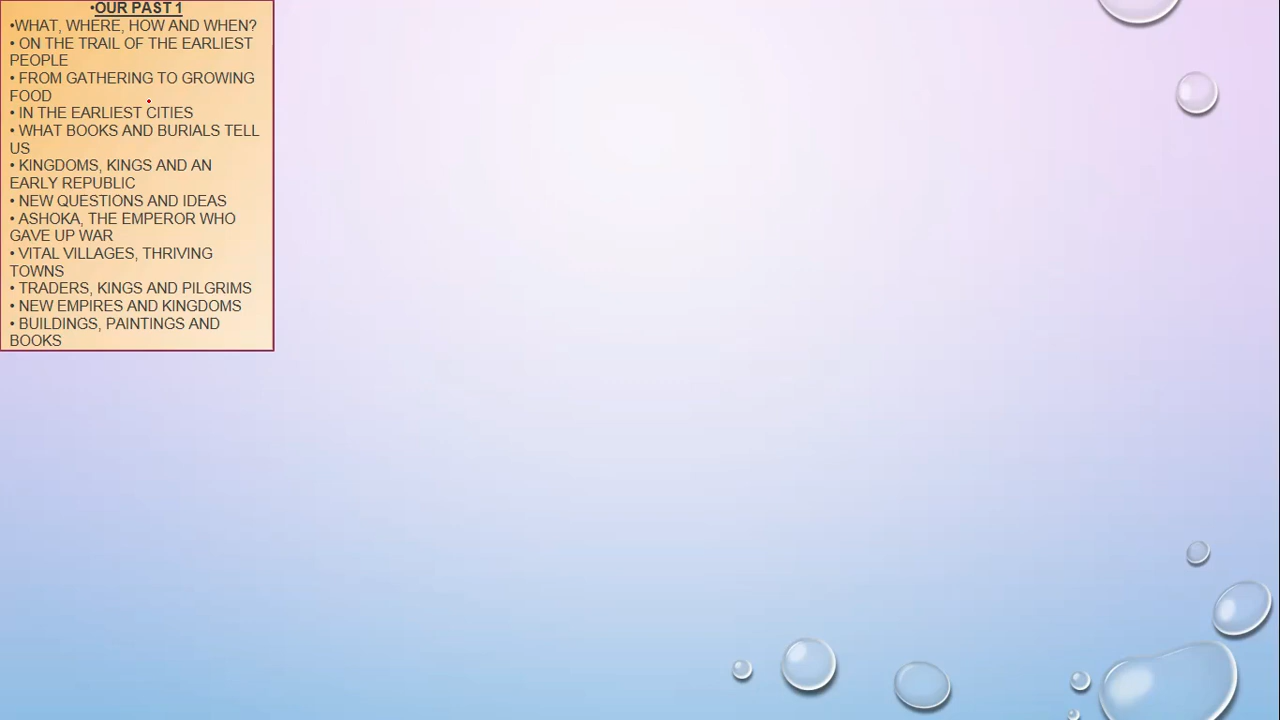 •OUR PAST 1
•WHAT, WHERE, HOW AND WHEN?
• ON THE TRAIL OF THE EARLIEST
PEOPLE
• FROM GATHERING TO GROWING
FOOD
• IN THE EARLIEST CITIES
• WHAT BOOKS AND BURIALS TELL
US
• KINGDOMS, KINGS AND AN
EARLY REPUBLIC
• NEW QUESTIONS AND IDEAS
• ASHOKA, THE EMPEROR WHO
GAVE UP WAR
• VITAL VILLAGES, THRIVING
TOWNS
• TRADERS, KINGS AND PILGRIMS
• NEW EMPIRES AND KINGDOMS
• BUILDINGS, PAINTINGS AND
BOOKS